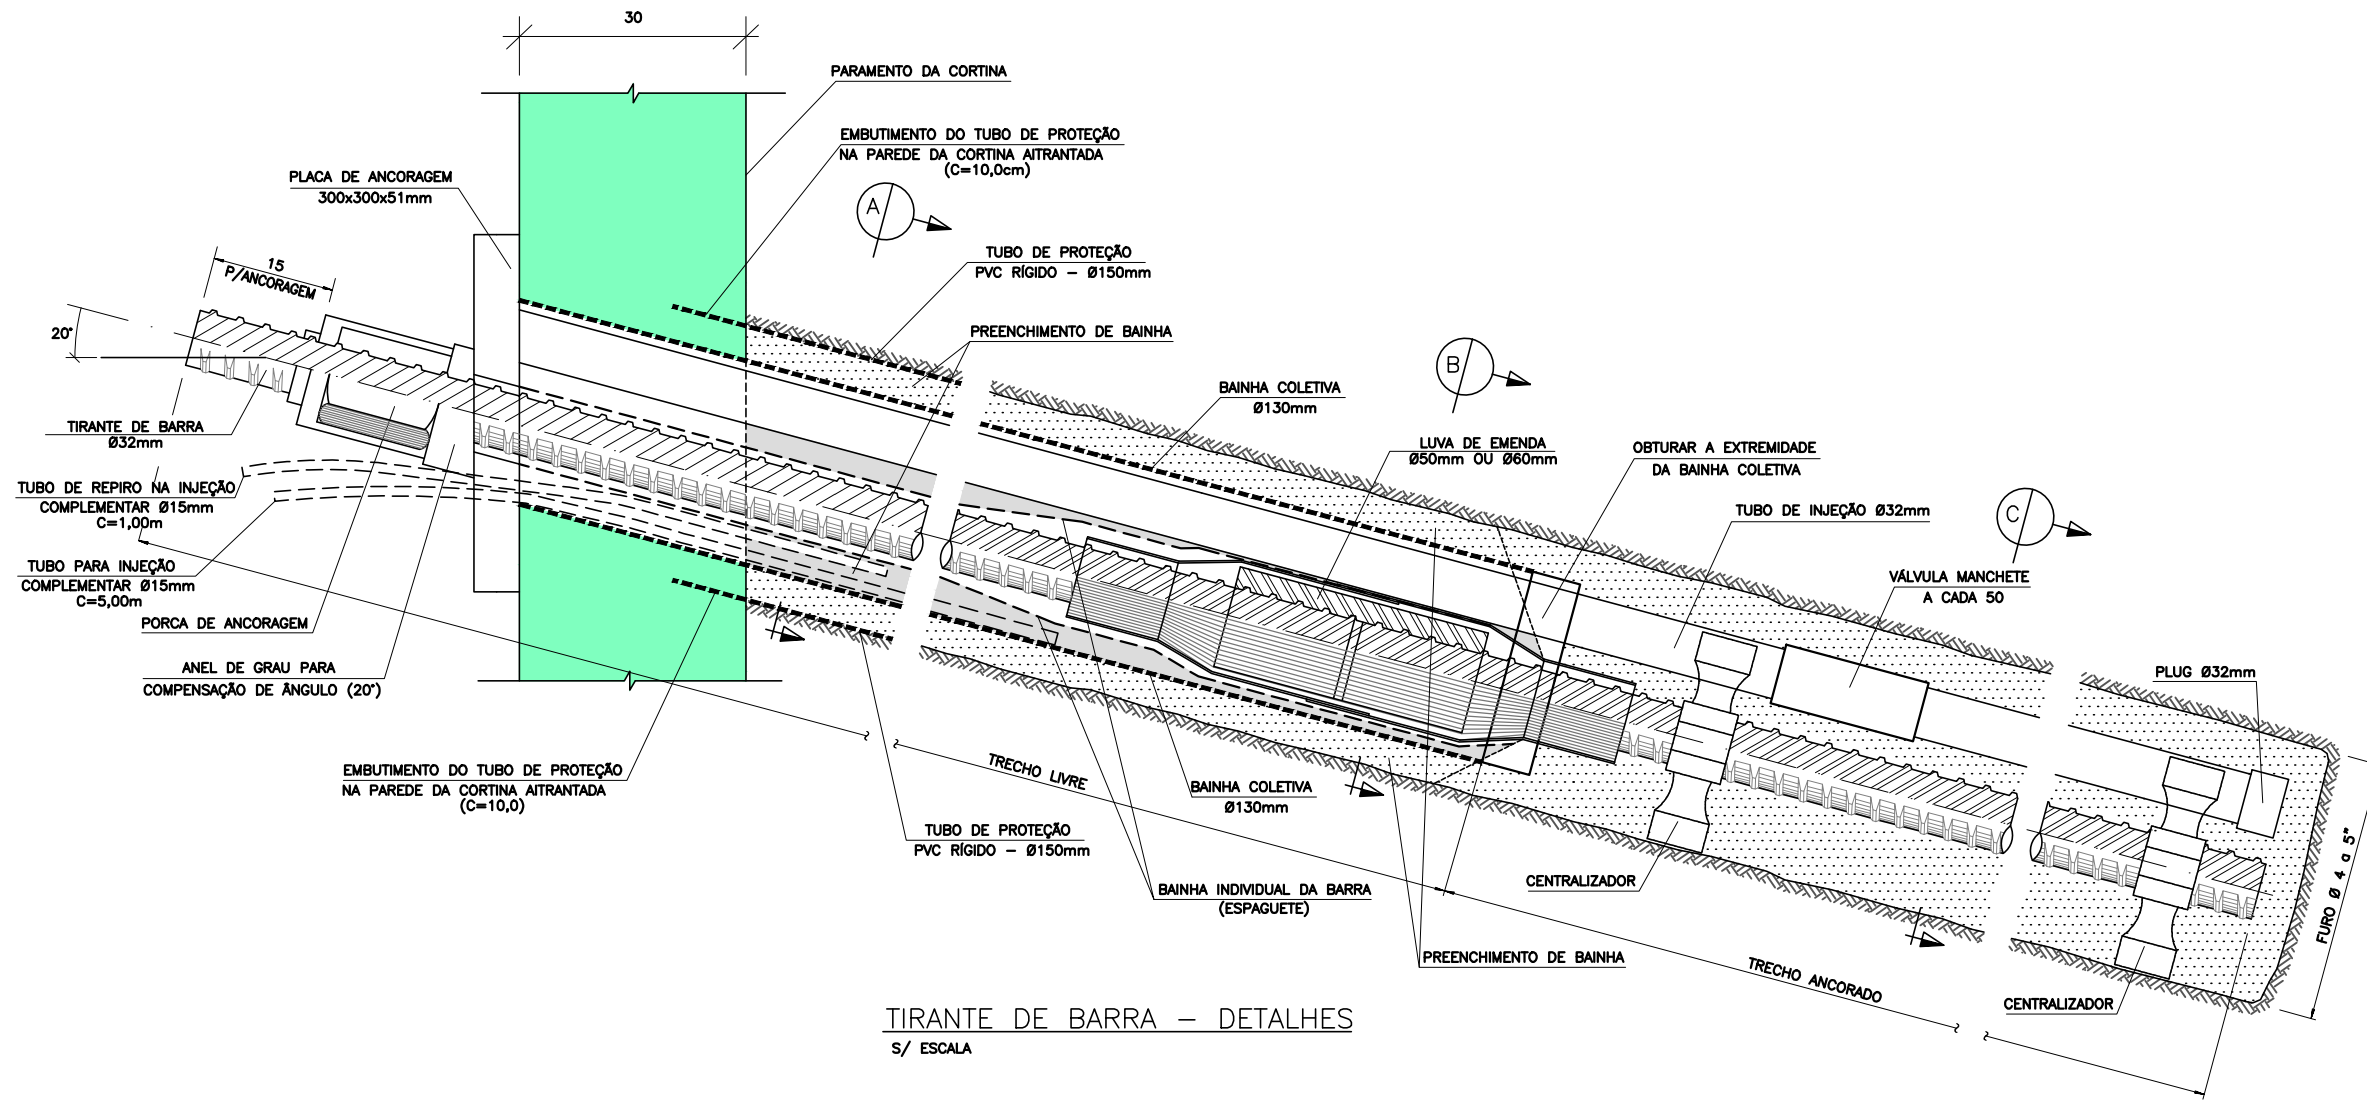 30
PARAMENTO DA CORTINA
EMBUTIMENTO DO TUBO DE PROTEÇÃO
NA PAREDE DA CORTINA AITRANTADA
(C=10,0cm)
PLACA DE ANCORAGEM
300x300x51mm
A
TUBO DE PROTEÇÃO
PVC RÍGIDO – Ø150mm
15
P/ANCORAGEM
20°
PREENCHIMENTO DE BAINHA
B
BAINHA COLETIVA
Ø130mm
TIRANTE DE BARRA
Ø32mm
LUVA DE EMENDA
Ø50mm OU Ø60mm
OBTURAR A EXTREMIDADE
DA BAINHA COLETIVA
TUBO DE REPIRO NA INJEÇÃO
COMPLEMENTAR Ø15mm
C=1,00m
TUBO DE INJEÇÃO Ø32mm
C
TUBO PARA INJEÇÃO
COMPLEMENTAR Ø15mm
C=5,00m
VÁLVULA MANCHETE
A CADA 50
PORCA DE ANCORAGEM
ANEL DE GRAU PARA
COMPENSAÇÃO DE ÂNGULO (20°)
PLUG Ø32mm
EMBUTIMENTO DO TUBO DE PROTEÇÃO
NA PAREDE DA CORTINA AITRANTADA
(C=10,0)
TRECHO LIVRE
BAINHA COLETIVA
Ø130mm
TUBO DE PROTEÇÃO
PVC RÍGIDO – Ø150mm
BAINHA INDIVIDUAL DA BARRA
(ESPAGUETE)
CENTRALIZADOR
FURO Ø 4 a 5"
PREENCHIMENTO DE BAINHA
TRECHO ANCORADO
CENTRALIZADOR
TIRANTE DE BARRA – DETALHES
S/ ESCALA